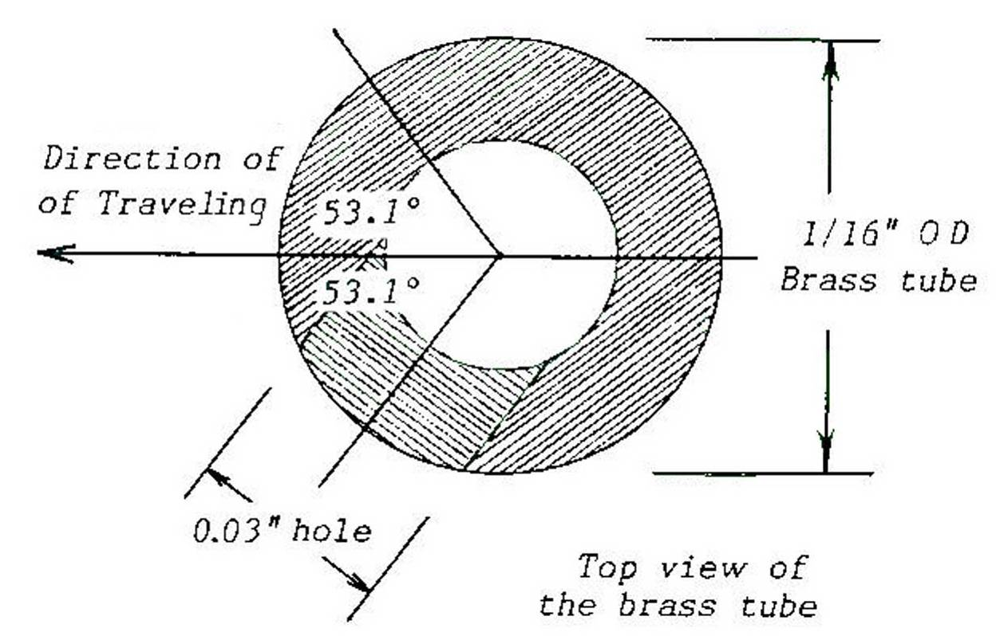 Direction of
of Traveling
53.1°
53.1°
1/16" O D
Brass tube
0.03" hole
Top view of
the brass tube